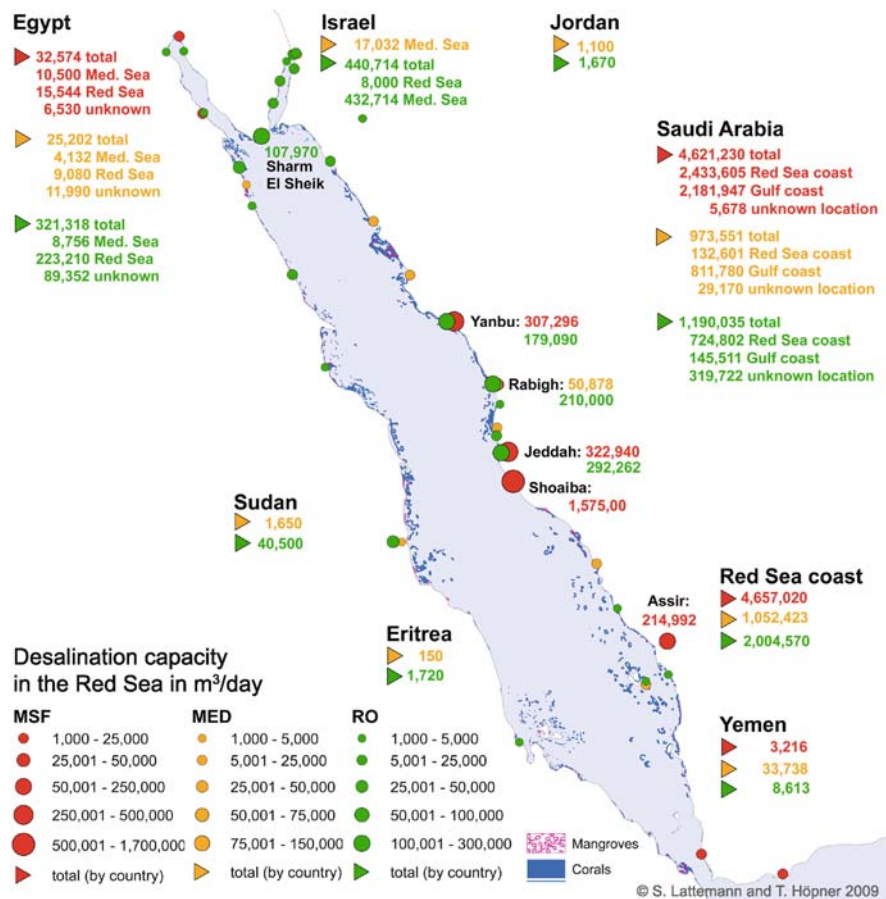 Egypt
32,574 total
10,500 Med. Sea
15,544 Red Sea
6,530 unknown
25,202 total
4,132 Med. Sea
9,080 Red Sea
11,990 unknown
321,318 total
8,756 Med. Sea
223,210 Red Sea
89,352 unknown
Israel
17,032 Med. Sea
440,714 total
8,000 Red Sea
432,714 Med. Sea
Jordan
1,100
1,670
107,970
Sharm
El Sheik
Saudi Arabia
4,621,230 total
2,433,605 Red Sea coast
2,181,947 Gulf coast
5,678 unknown location
973,551 total
132,601 Red Sea coast
811,780 Gulf coast
29,170 unknown location
1,190,035 total
724,802 Red Sea coast
145,511 Gulf coast
319,722 unknown location
Yanbu: 307,296
179,090
Rabigh: 50,878
210,000
Jeddah: 322,940
292,262
Shoaiba:
1,575,00
Sudan
1,650
40,500
Assir:
214,992
Red Sea coast
4,657,020
1,052,423
2,004,570
Eritrea
150
1,720
Yemen
3,216
33,738
8,613
Desalination capacity
in the Red Sea in m³/day
MSF MED RO
1,000 - 25,000 1,000 - 5,000 1,000 - 5,000
25,001 - 50,000 5,001 - 25,000 5,001 - 25,000
50,001 - 250,000 25,001 - 50,000 25,001 - 50,000
250,001 - 500,000 50,001 - 75,000 50,001 - 100,000
500,001 - 1,700,000 75,001 - 150,000 100,001 - 300,000
total (by country) total (by country) total (by country)
Mangroves
Corals
© S. Lattemann and T. Höpner 2009